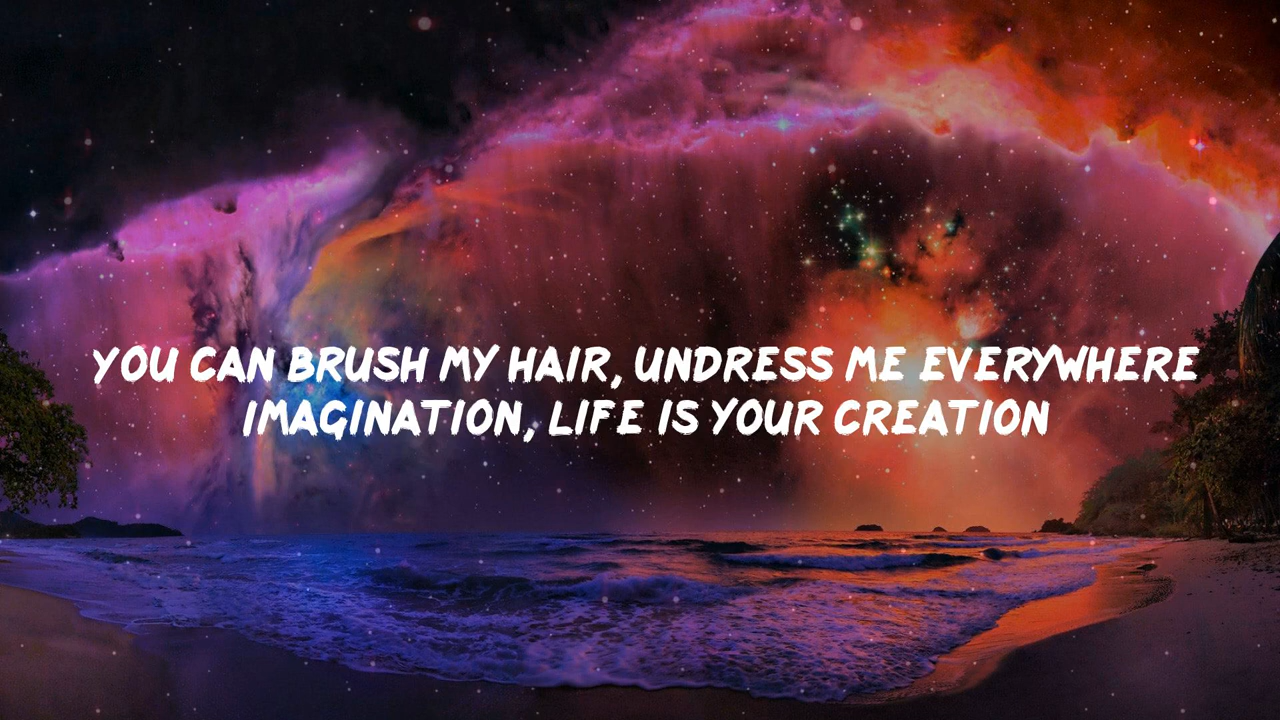 YOU CAN BRUSH MY HAIR, UNDRESS ME EVERYWHERE
IMAGINATION, LIFE IS YOUR CREATION